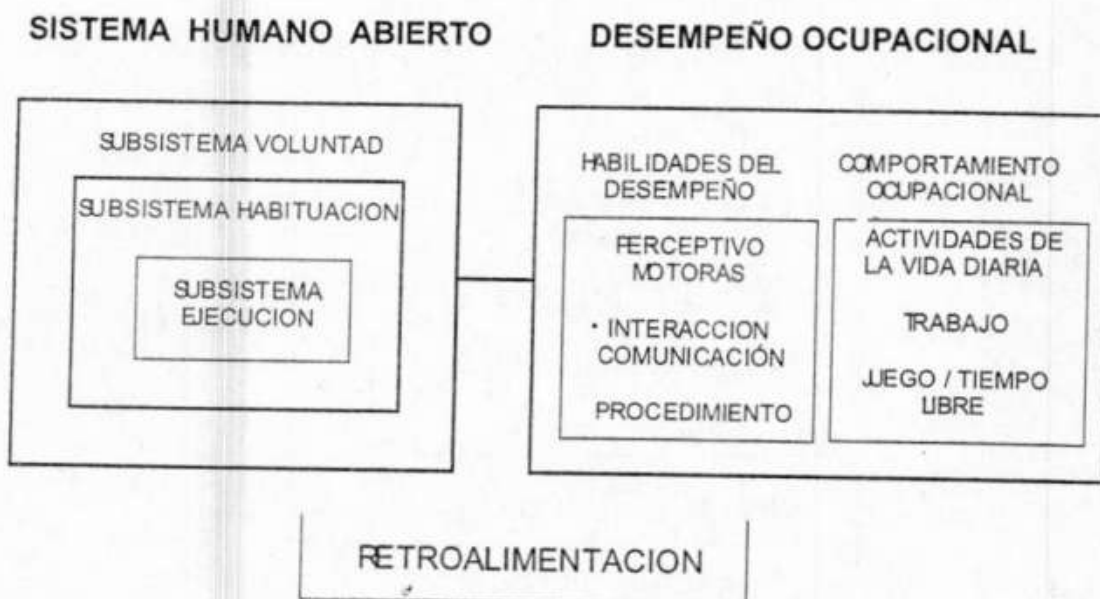 SISTEMA HUMANO ABIERTO
DESEMPEÑO OCUPACIONAL
SUBSISTEMA VOLUNTAD
SUBSISTEMA HABITUACION
SUBSISTEMA
EJECUCION
HABILIDADES DEL
DESEMPEÑO
PERCEPTIVO
MOTORAS
· INTERACCION
COMUNICACIÓN
PROCEDIMIENTO
COMPORTAMIENTO
OCUPACIONAL
ACTIVIDADES DE
LA VIDA DIARIA
TRABAJO
JUEGO / TIEMPO
LIBRE
RETROALIMENTACION